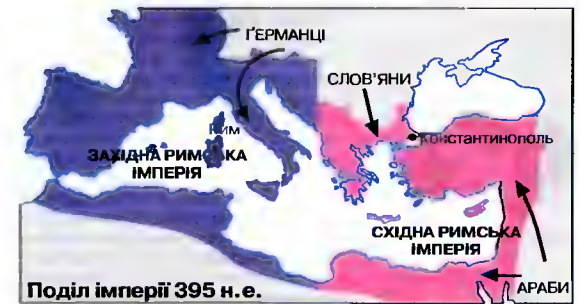 ҐЕРМАНЦІ
СЛОВ'ЯНИ
Рим
Константинополь
ЗАХІДНА РИМСЬКА
ІМПЕРІЯ
СХІДНА РИМСЬКА
ІМПЕРІЯ
АРАБИ
Поділ імперії 395 н.е.